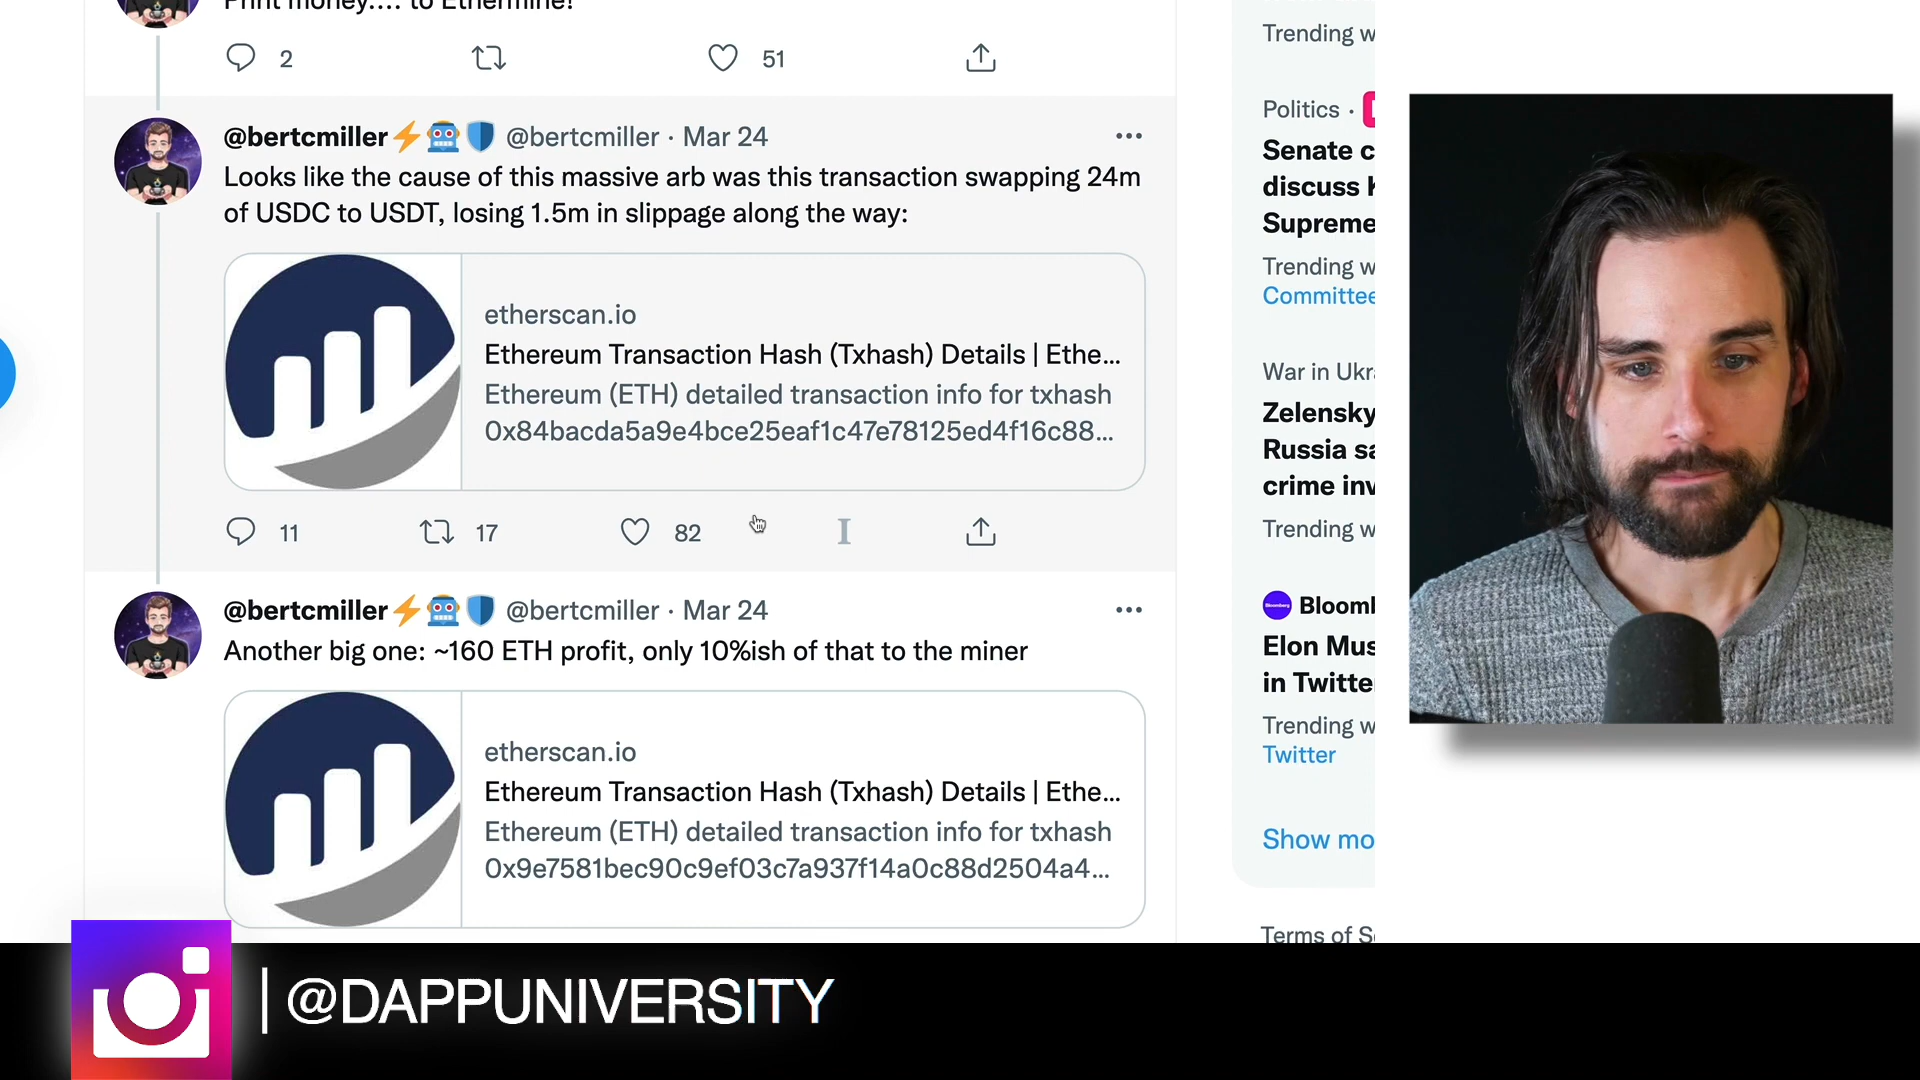 Print money.... to Ethermine!
2
51
@bertcmiller @bertcmiller · Mar 24
Looks like the cause of this massive arb was this transaction swapping 24m
of USDC to USDT, losing 1.5m in slippage along the way:
etherscan.io
Ethereum Transaction Hash (Txhash) Details | Ethe...
Ethereum (ETH) detailed transaction info for txhash
0x84bacda5a9e4bce25eaf1c47e78125ed4f16c88...
11
17
82
@bertcmiller @bertcmiller · Mar 24
Another big one: ~160 ETH profit, only 10%ish of that to the miner
etherscan.io
Ethereum Transaction Hash (Txhash) Details | Ethe...
Ethereum (ETH) detailed transaction info for txhash
0x9e7581bec90c9ef03c7a937f14a0c88d2504a4...
Trending w
Politics ·
Senate c
discuss
Supreme
Trending w
Committee
War in Ukr
Zelensky
Russia sa
crime inv
Trending w
Bloom
Elon Mus
in Twitte
Trending w
Twitter
Show mo
Terms of S
| @DAPPUNIVERSITY